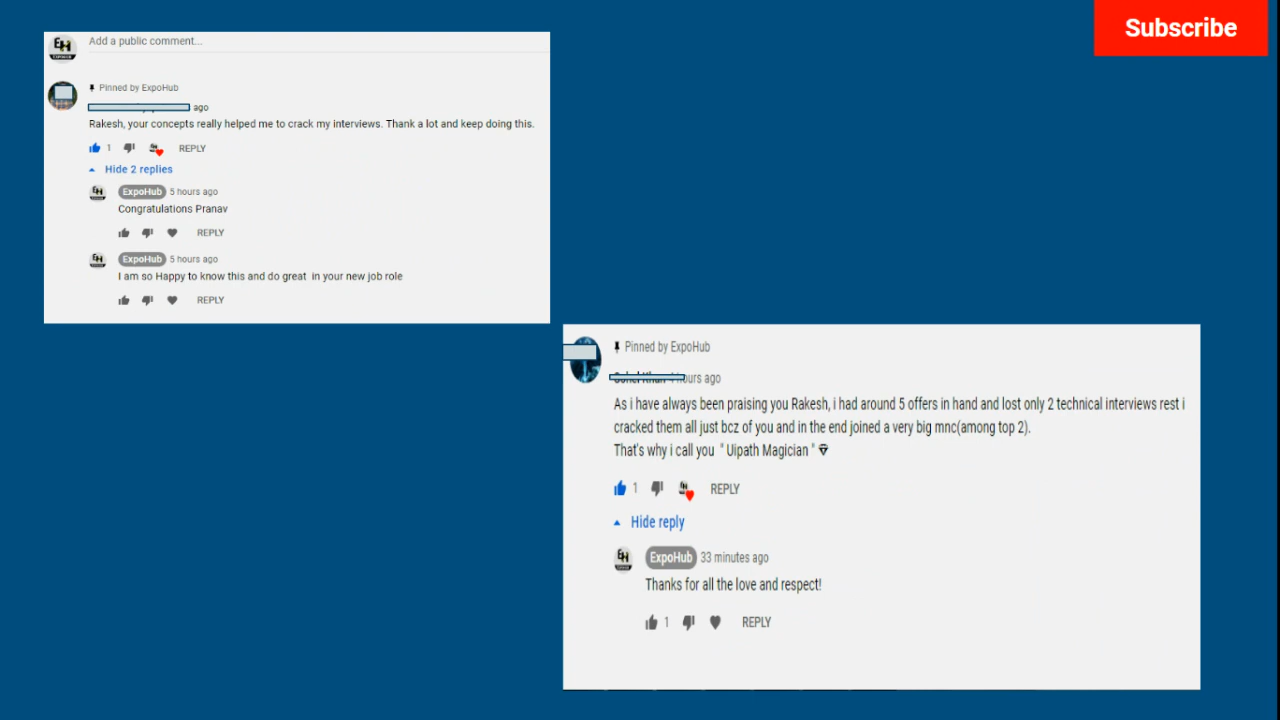 Subscribe
EH
Add a public comment...
Pinned by ExpoHub
ago
Rakesh, your concepts really helped me to crack my interviews. Thank a lot and keep doing this.
1 REPLY
Hide 2 replies
EH ExpoHub 5 hours ago
Congratulations Pranav
REPLY
EH ExpoHub 5 hours ago
I am so Happy to know this and do great in your new job role
REPLY
Pinned by ExpoHub
hours ago
As i have always been praising you Rakesh, i had around 5 offers in hand and lost only 2 technical interviews rest i
cracked them all just bcz of you and in the end joined a very big mnc(among top 2).
That's why i call you " Uipath Magician "
1 REPLY
Hide reply
EH ExpoHub 33 minutes ago
Thanks for all the love and respect!
1 REPLY